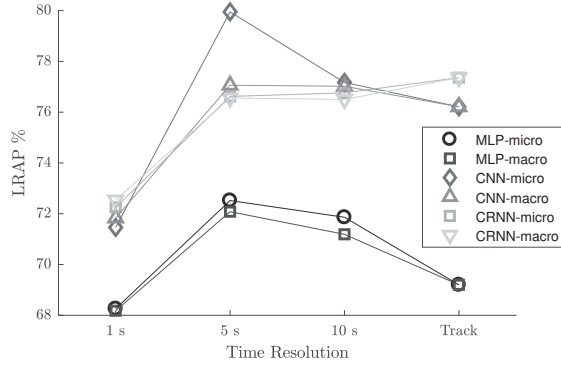 80
78
76
74
72
70
68
LRAP %
1 s
5 s
10 s
Track
Time Resolution
MLP-micro
MLP-macro
CNN-micro
CNN-macro
CRNN-micro
CRNN-macro